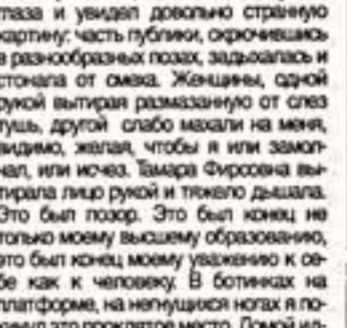 глаза и увидел довольно странную
картину: часть публики, скрючившись
в разнообразных позах, задыхалась и
стонала от смеха. Женщины, одной
рукой вытирая размазанную от слез
тушь, другой слабо махали на меня,
видимо, желая, чтобы я или замол-
чал, или исчез. Тамара Фирсовна вы-
тирала лицо рукой и тяжело дышала.
Это был позор. Это был конец не
только моему высшему образованию,
это был конец моему уважению к се-
бе как к человеку. В ботинках на
платформе, на негнущихся ногах я по-
это проклятое место. Домой